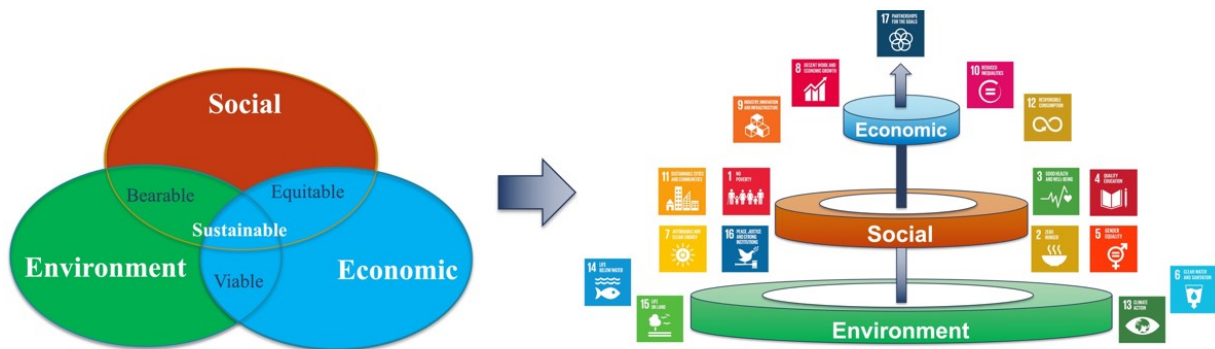 Social
Bearable
Equitable
Sustainable
Environment
Economic
Viable
17 PARTNERSHIPS
FOR THE GOALS
8 DECENT WORK AND
ECONOMIC GROWTH
10 REDUCED
INEQUALITIES
9 INDUSTRY, INNOVATION
AND INFRASTRUCTURE
12 RESPONSIBLE
CONSUMPTION
Economic
11 SUSTAINABLE CITIES
AND COMMUNITIES
1 NO
POVERTY
3 GOOD HEALTH
AND WELL-BEING
4 QUALITY
EDUCATION
Social
7 AFFORDABLE AND
CLEAN ENERGY
16 PEACE, JUSTICE
AND STRONG
INSTITUTIONS
2 ZERO
HUNGER
5 GENDER
EQUALITY
14 LIFE
BELOW WATER
6 CLEAN WATER
AND SANITATION
15 LIFE
ON LAND
13 CLIMATE
ACTION
Environment